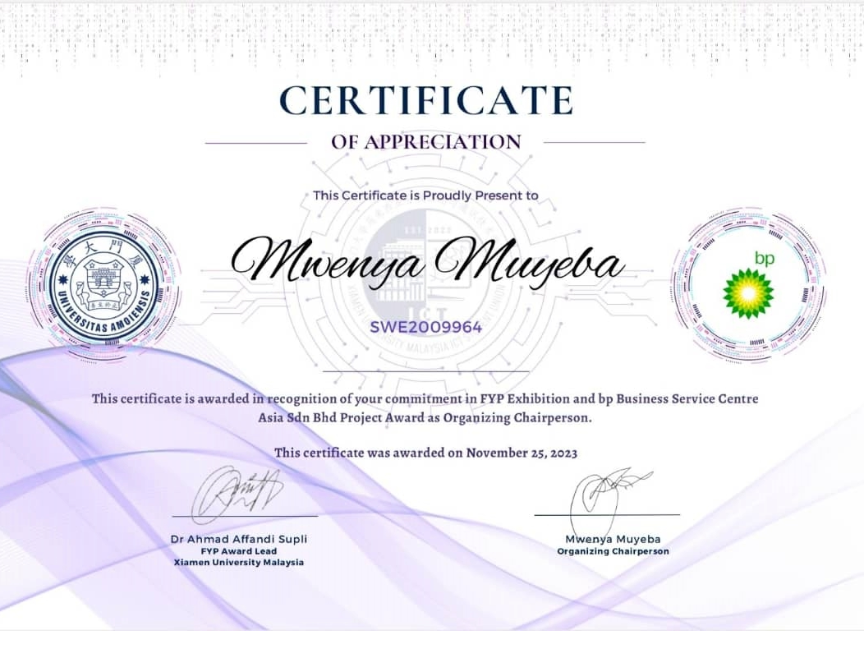 CERTIFICATE
OF APPRECIATION
This Certificate is Proudly Present to
Mwenya Muyeba
SWE2009964
學大門厦
UNIVERSITAS AMOIENSIS
bp
EST 2022
ICT
This certificate is awarded in recognition of your commitment in FYP Exhibition and bp Business Service Centre
Asia Sdn Bhd Project Award as Organizing Chairperson.
This certificate was awarded on November 25, 2023
Dr Ahmad Affandi Supli
FYP Award Lead
Xiamen University Malaysia
Mwenya Muyeba
Organizing Chairperson